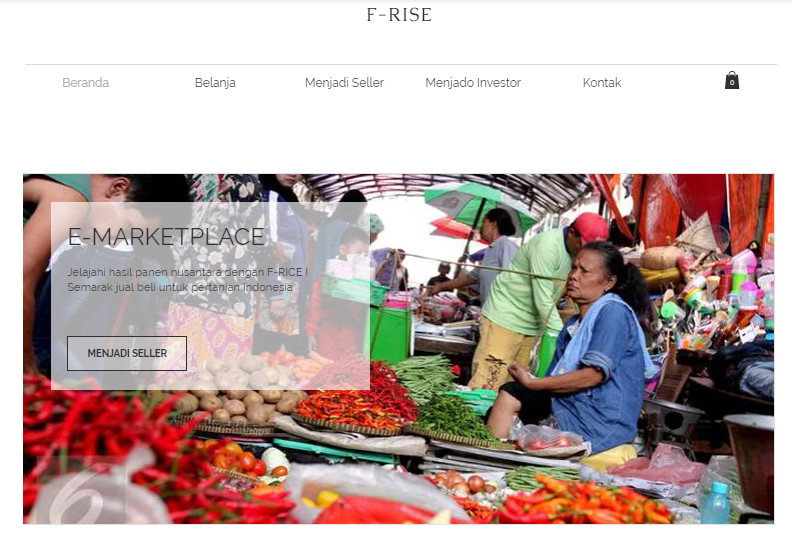 F-RISE
Beranda Belanja Menjadi Seller Menjado Investor Kontak 0
E-MARKETPLACE
Jelajahi hasil panen nusantara dengan F-RICE !
Semarak jual beli untuk pertanian Indonesia
MENJADI SELLER
6